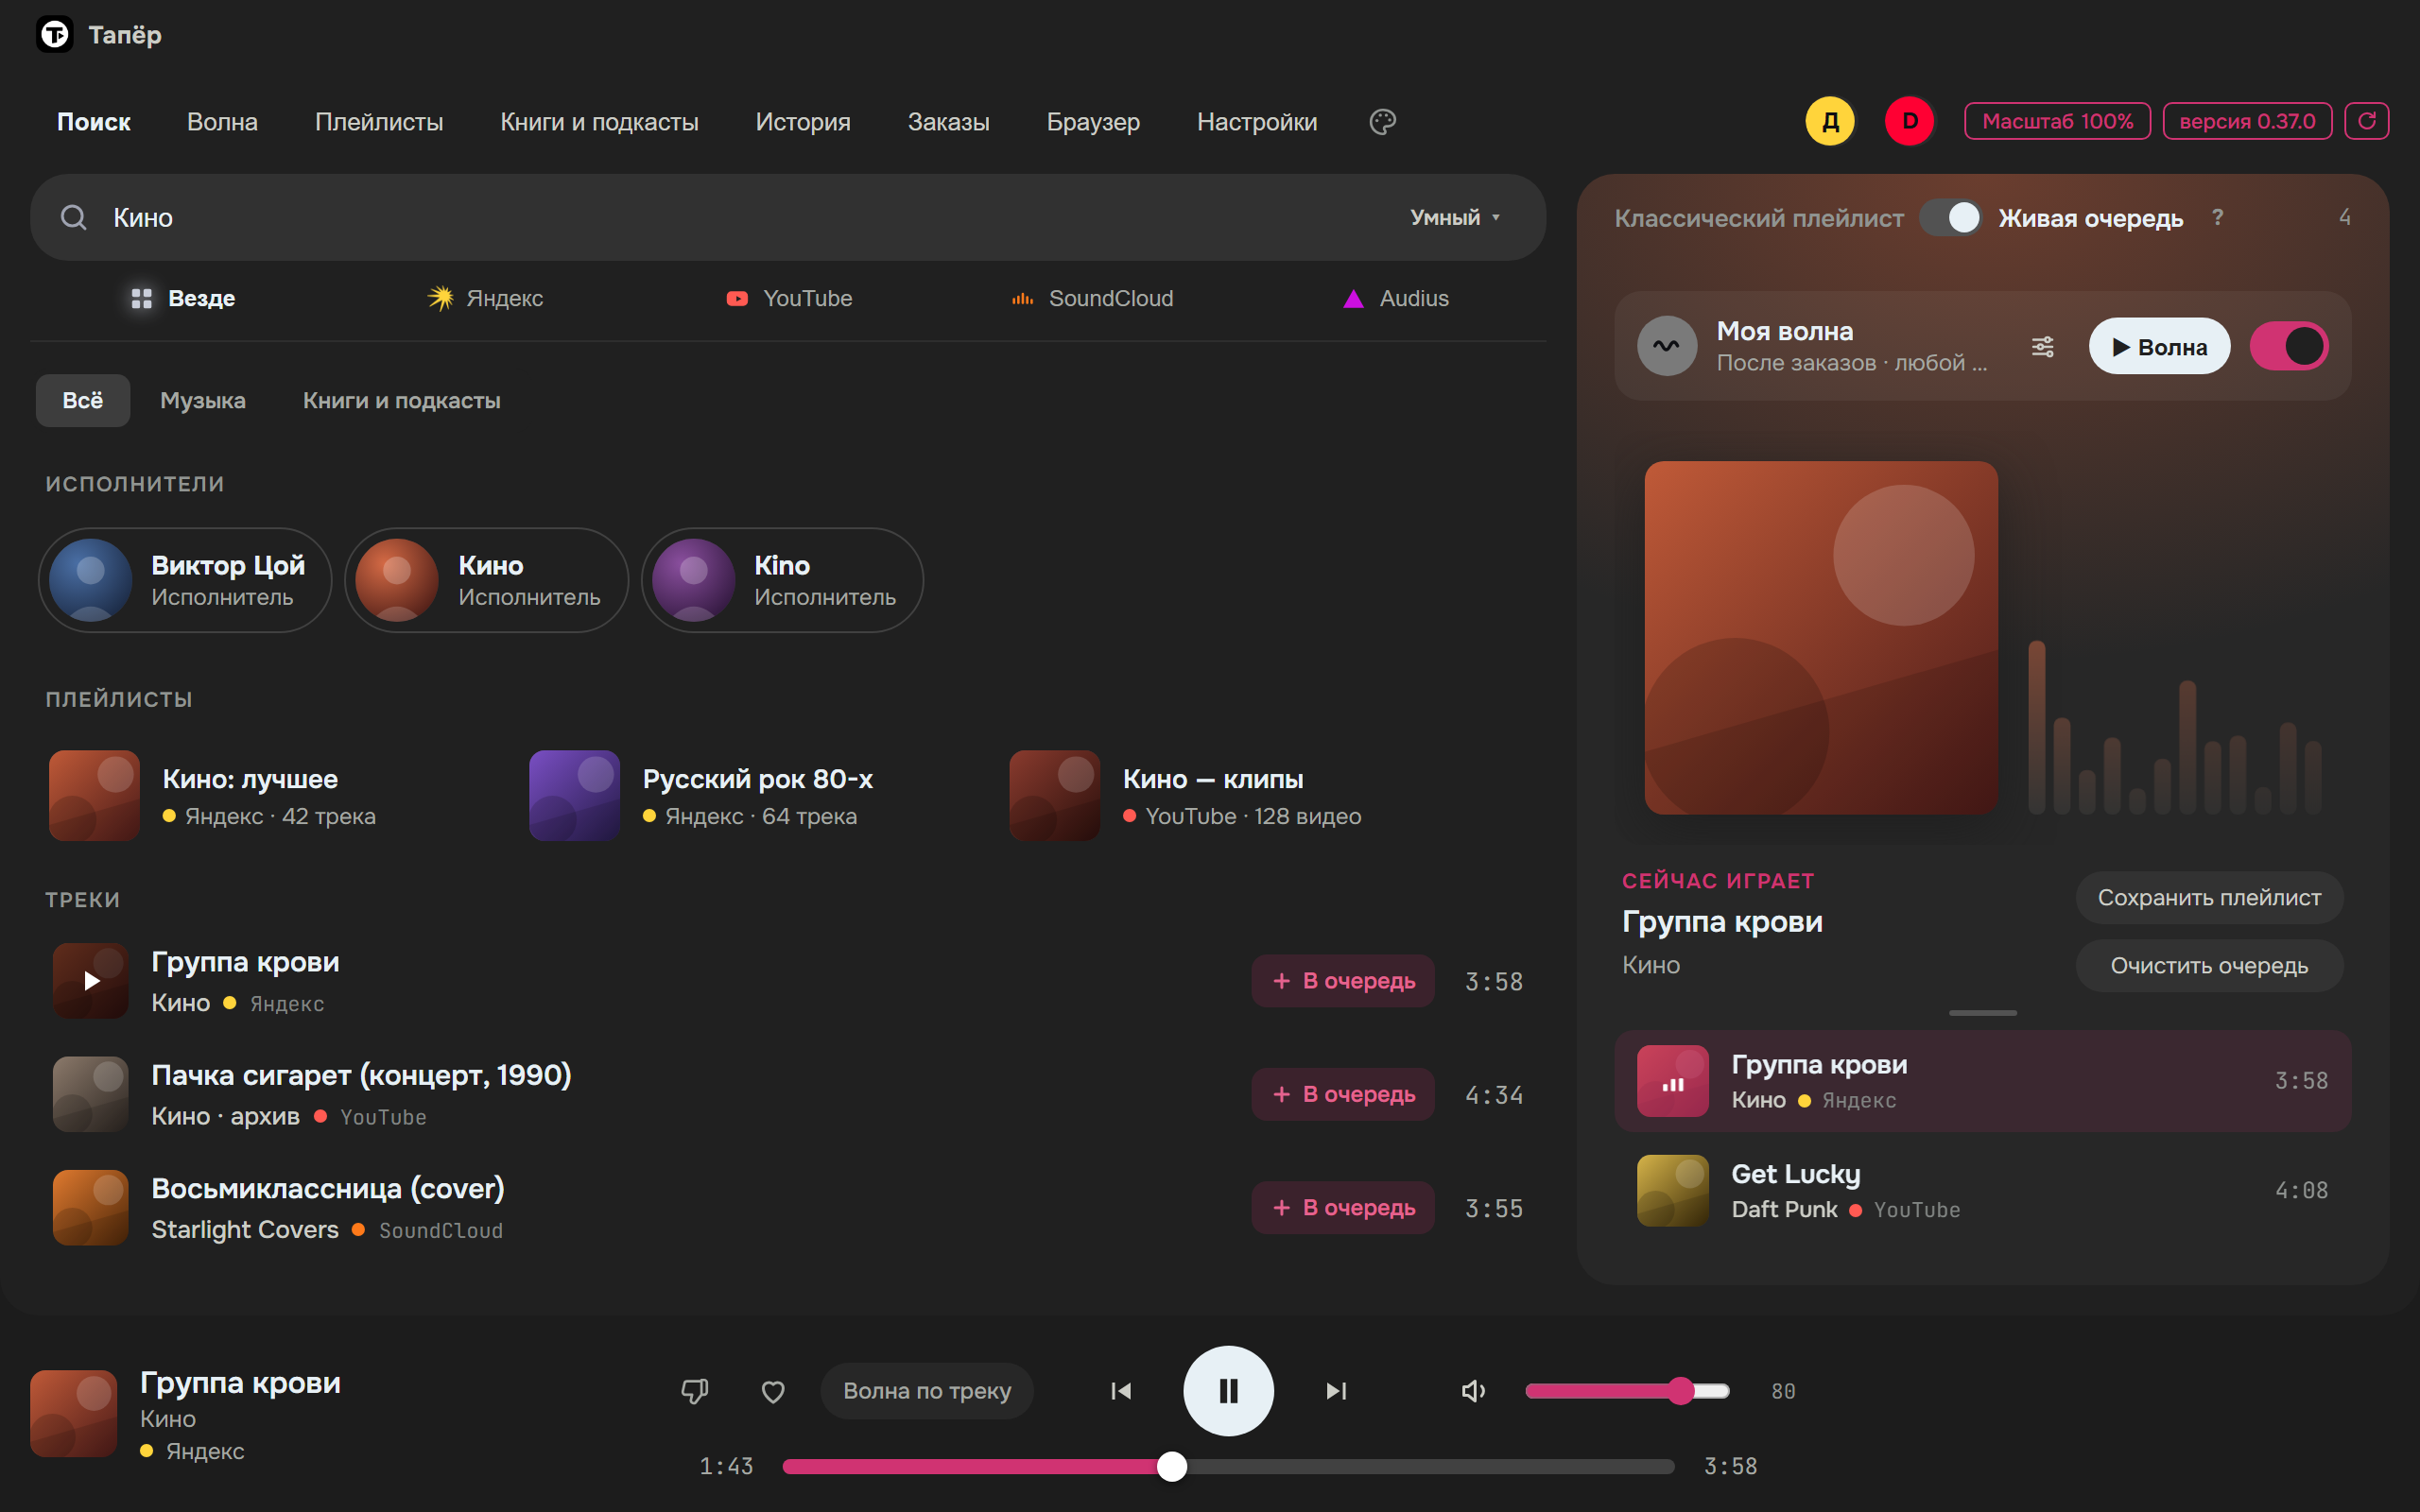 Тапёр
Поиск
Волна
Плейлисты
Книги и подкасты
История
Заказы
Браузер
Настройки
Д
D
Масштаб 100%
версия 0.37.0
Кино
Умный
Везде
Яндекс
YouTube
SoundCloud
Audius
Всё
Музыка
Книги и подкасты
ИСПОЛНИТЕЛИ
Виктор Цой
Исполнитель
Кино
Исполнитель
Kino
Исполнитель
ПЛЕЙЛИСТЫ
Кино: лучшее
Яндекс · 42 трека
Русский рок 80-х
Яндекс · 64 трека
Кино — клипы
YouTube · 128 видео
ТРЕКИ
Группа крови
Кино Яндекс
+ В очередь
3:58
Пачка сигарет (концерт, 1990)
Кино · архив YouTube
+ В очередь
4:34
Восьмиклассница (cover)
Starlight Covers SoundCloud
+ В очередь
3:55
Классический плейлист
Живая очередь
?
4
Моя волна
После заказов · любой ...
Волна
СЕЙЧАС ИГРАЕТ
Группа крови
Кино
Сохранить плейлист
Очистить очередь
Группа крови
Кино Яндекс
3:58
Get Lucky
Daft Punk YouTube
4:08
Группа крови
Кино
Яндекс
Волна по треку
80
1:43
3:58